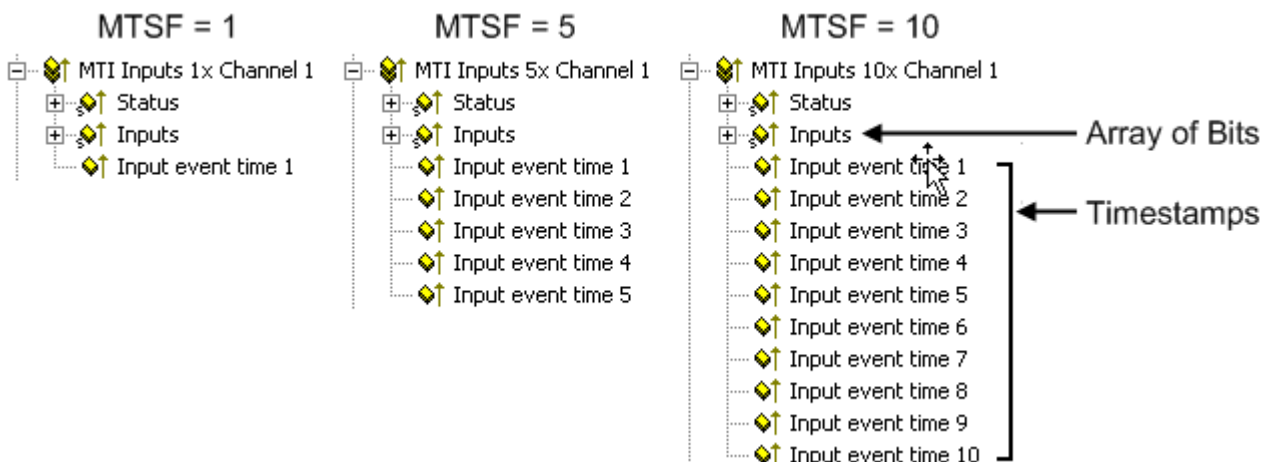 MTSF = 1
MTI Inputs 1x Channel 1
Status
Inputs
Input event time 1
MTSF = 5
MTI Inputs 5x Channel 1
Status
Inputs
Input event time 1
Input event time 2
Input event time 3
Input event time 4
Input event time 5
MTSF = 10
MTI Inputs 10x Channel 1
Status
Inputs
Input event time 1
Input event time 2
Input event time 3
Input event time 4
Input event time 5
Input event time 6
Input event time 7
Input event time 8
Input event time 9
Input event time 10
Array of Bits
Timestamps